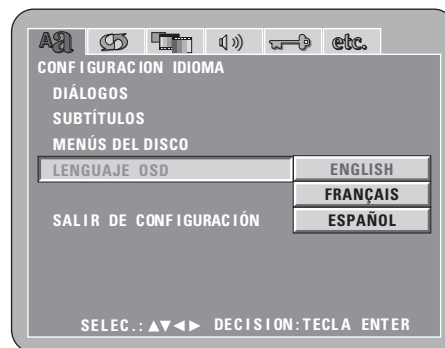 Aa etc.
CONFIGURACION IDIOMA
DIÁLOGOS
SUBTÍTULOS
MENÚS DEL DISCO
LENGUAJE OSD ENGLISH
FRANÇAIS
SALIR DE CONFIGURACIÓN ESPAÑOL
SELEC.: ▲▼◀▶ DECISION:TECLA ENTER